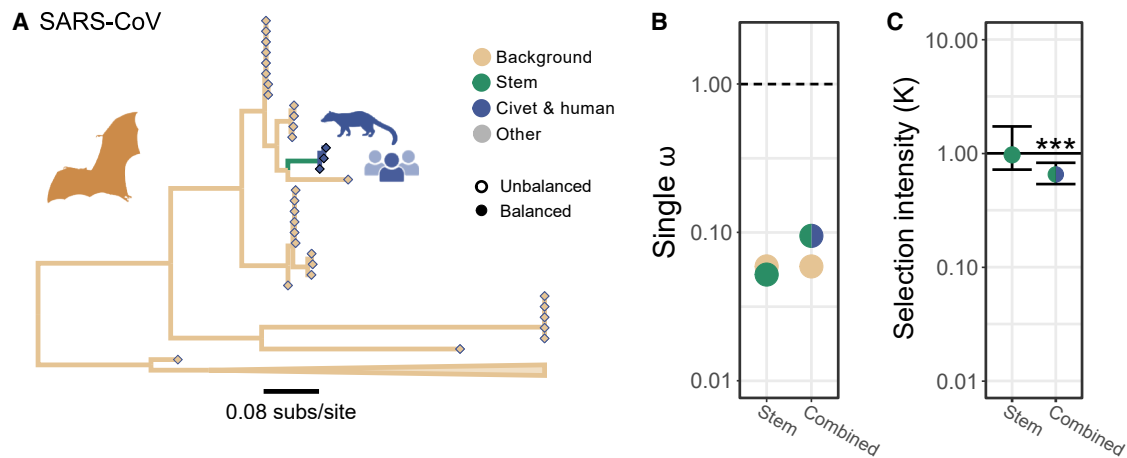 A SARS-CoV
Background
Stem
Civet & human
Other
Unbalanced
Balanced
0.08 subs/site
B
Single ω
1.00
0.10
0.01
Stem
Combined
C
Selection intensity (K)
10.00
1.00
0.10
0.01
***
Stem
Combined